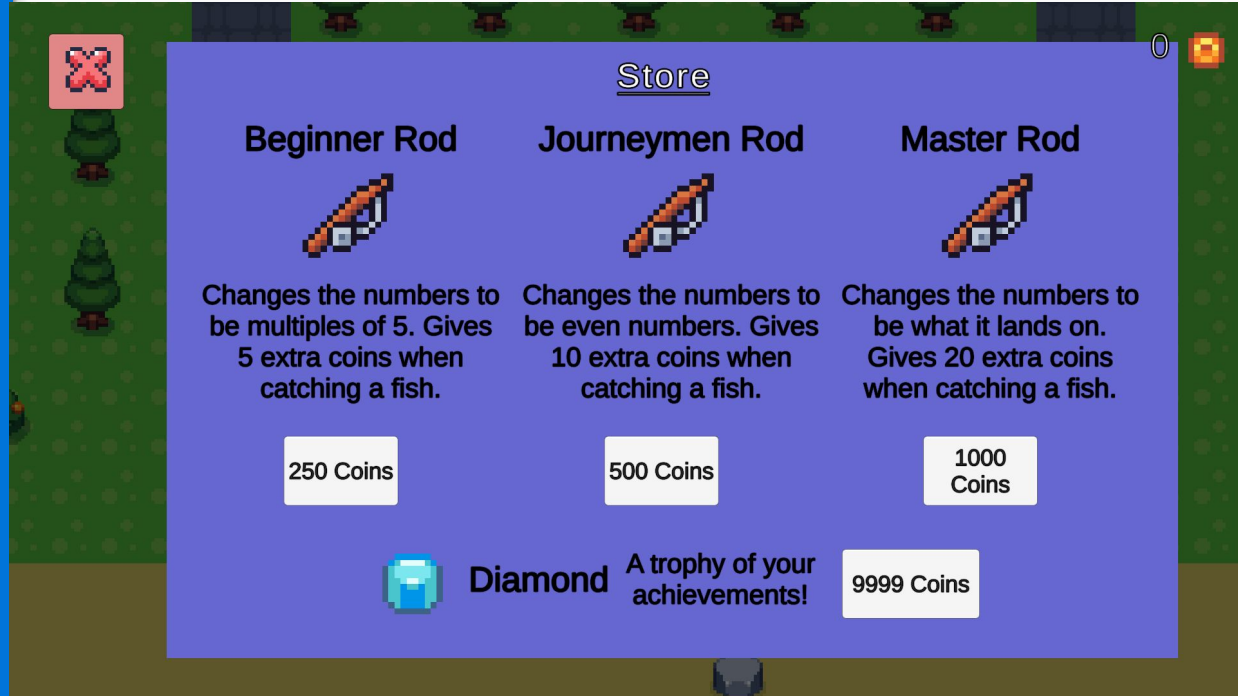 0
Store
Beginner Rod
Journeymen Rod
Master Rod
Changes the numbers to
be multiples of 5. Gives
5 extra coins when
catching a fish.
Changes the numbers to
be even numbers. Gives
10 extra coins when
catching a fish.
Changes the numbers to
be what it lands on.
Gives 20 extra coins
when catching a fish.
250 Coins
500 Coins
1000
Coins
Diamond
A trophy of your
achievements!
9999 Coins